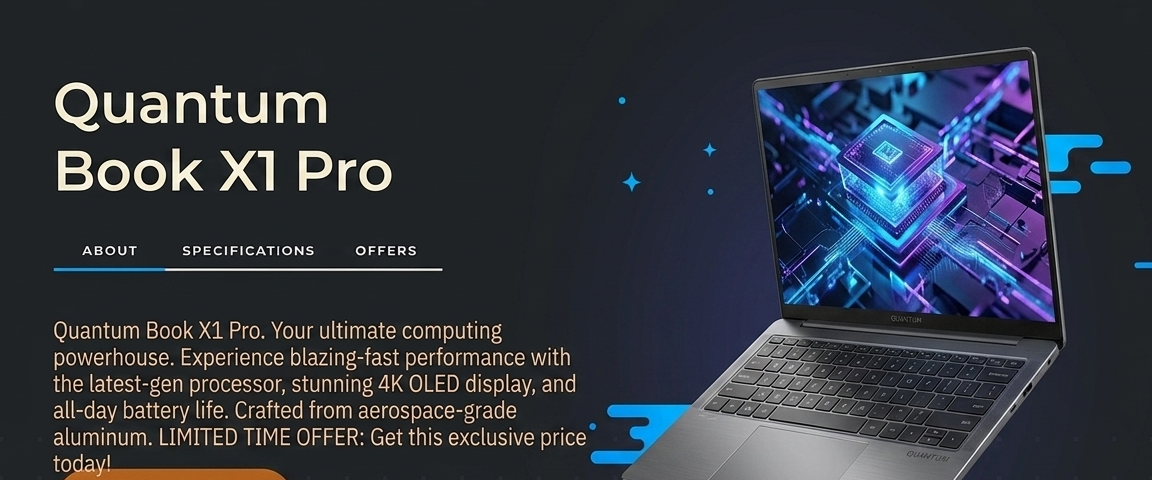 Quantum
Book X1 Pro
ABOUT SPECIFICATIONS OFFERS
Quantum Book X1 Pro. Your ultimate computing
powerhouse. Experience blazing-fast performance with
the latest-gen processor, stunning 4K OLED display, and
all-day battery life. Crafted from aerospace-grade
aluminum. LIMITED TIME OFFER: Get this exclusive price
today!
QUANTUM